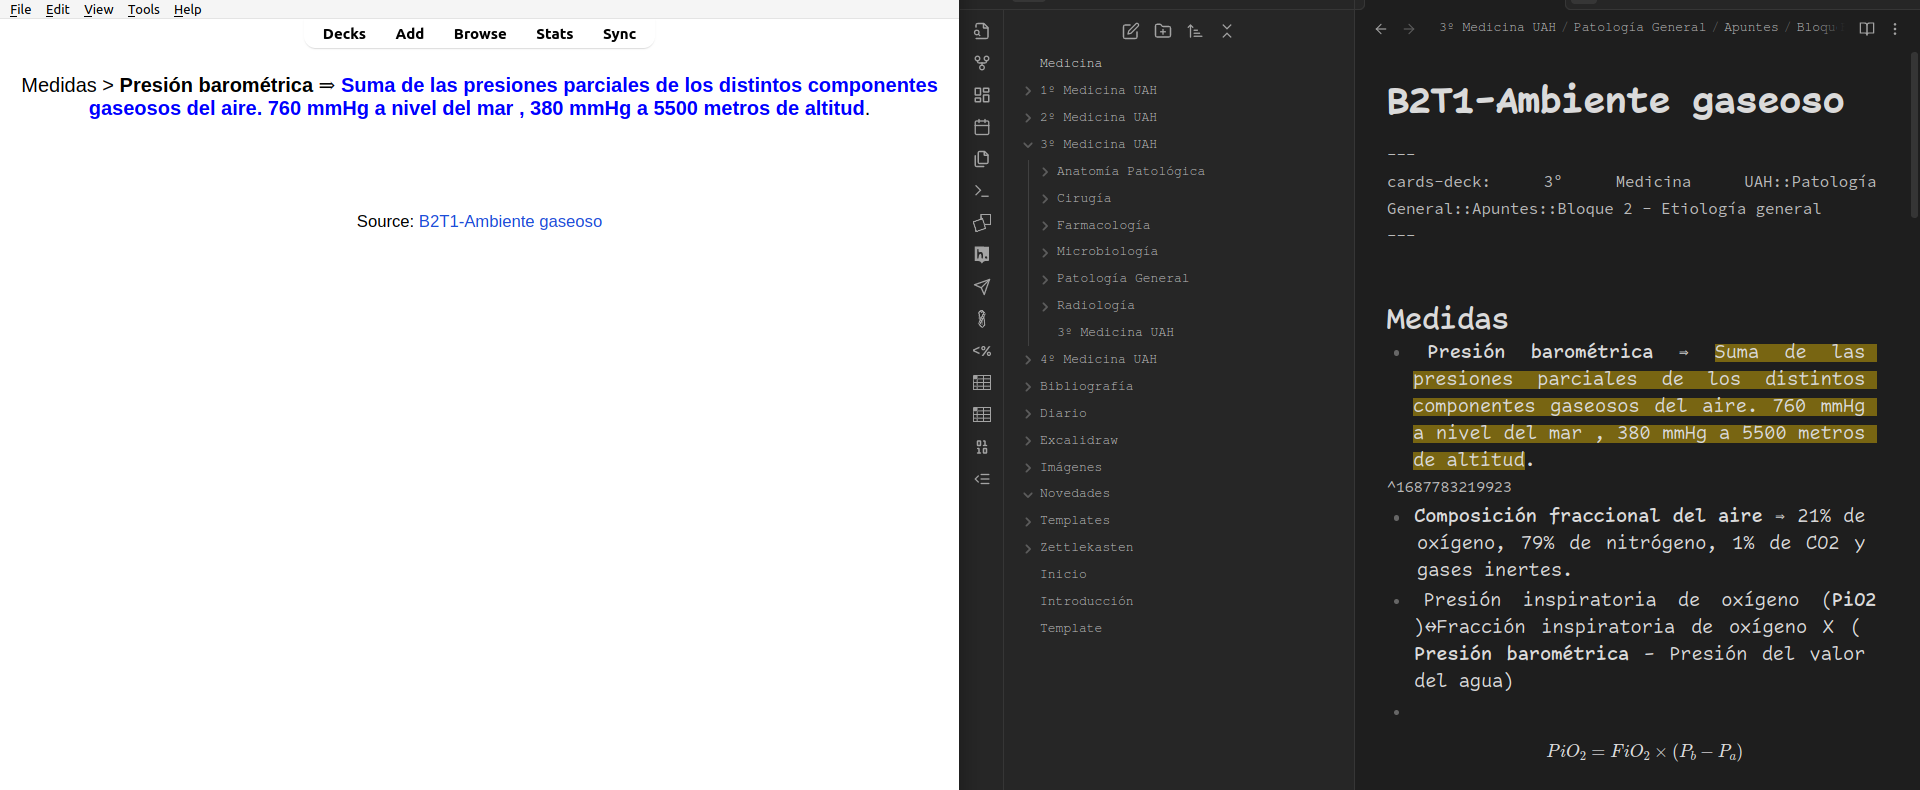 File Edit View Tools Help
Decks Add Browse Stats Sync
Medidas > Presión barométrica ⇒ Suma de las presiones parciales de los distintos componentes
gaseosos del aire. 760 mmHg a nivel del mar , 380 mmHg a 5500 metros de altitud.
Source: B2T1-Ambiente gaseoso
Medicina
1º Medicina UAH
2º Medicina UAH
3º Medicina UAH
Anatomía Patológica
Cirugía
Farmacología
Microbiología
Patología General
Radiología
3º Medicina UAH
4º Medicina UAH
Bibliografía
Diario
Excalidraw
Imágenes
Novedades
Templates
Zettlekasten
Inicio
Introducción
Template
3º Medicina UAH / Patología General / Apuntes / Bloqu
B2T1-Ambiente gaseoso
---
cards-deck: 3º Medicina UAH::Patología
General::Apuntes::Bloque 2 - Etiología general
---
Medidas
Presión barométrica ⇒ Suma de las
presiones parciales de los distintos
componentes gaseosos del aire. 760 mmHg
a nivel del mar , 380 mmHg a 5500 metros
de altitud.
^1687783219923
Composición fraccional del aire ⇒ 21% de
oxígeno, 79% de nitrógeno, 1% de CO2 y
gases inertes.
Presión inspiratoria de oxígeno (PiO2
)↔Fracción inspiratoria de oxígeno X (
Presión barométrica - Presión del valor
del agua)
PiO₂ = FiO₂ × (P_b − P_a)